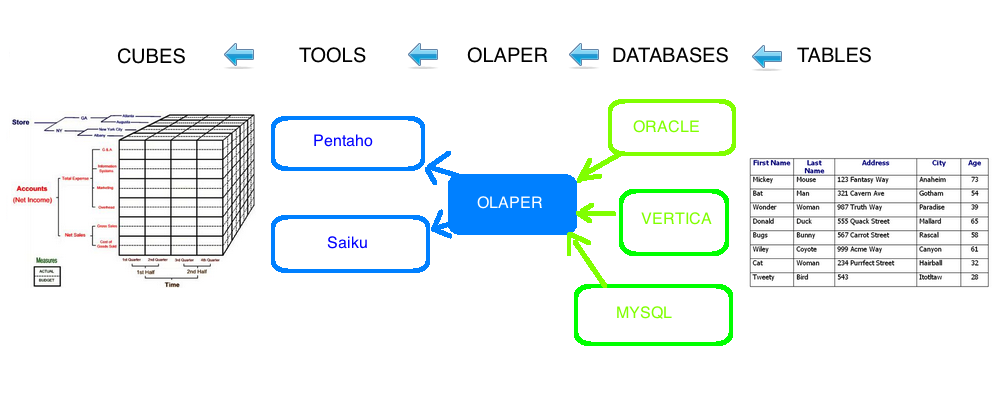 CUBES
TOOLS
OLAPER
DATABASES
TABLES
Store
GA
Atlanta
Augusta
NY
New York City
Albany
Accounts
(Net Income)
Total Expense
G & A
Information
Systems
Marketing
Overhead
Net Sales
Gross Sales
Cost of
Goods Sold
Measures
ACTUAL
BUDGET
1st Quarter 2nd Quarter 3rd Quarter 4th Quarter
1st Half 2nd Half
Time
Pentaho
Saiku
OLAPER
ORACLE
VERTICA
MYSQL
First Name Last Name Address City Age
Mickey Mouse 123 Fantasy Way Anaheim 73
Bat Man 321 Cavern Ave Gotham 54
Wonder Woman 987 Truth Way Paradise 39
Donald Duck 555 Quack Street Mallard 65
Bugs Bunny 567 Carrot Street Rascal 58
Wiley Coyote 999 Acme Way Canyon 61
Cat Woman 234 Purrfect Street Hairball 32
Tweety Bird 543 Itotltaw 28